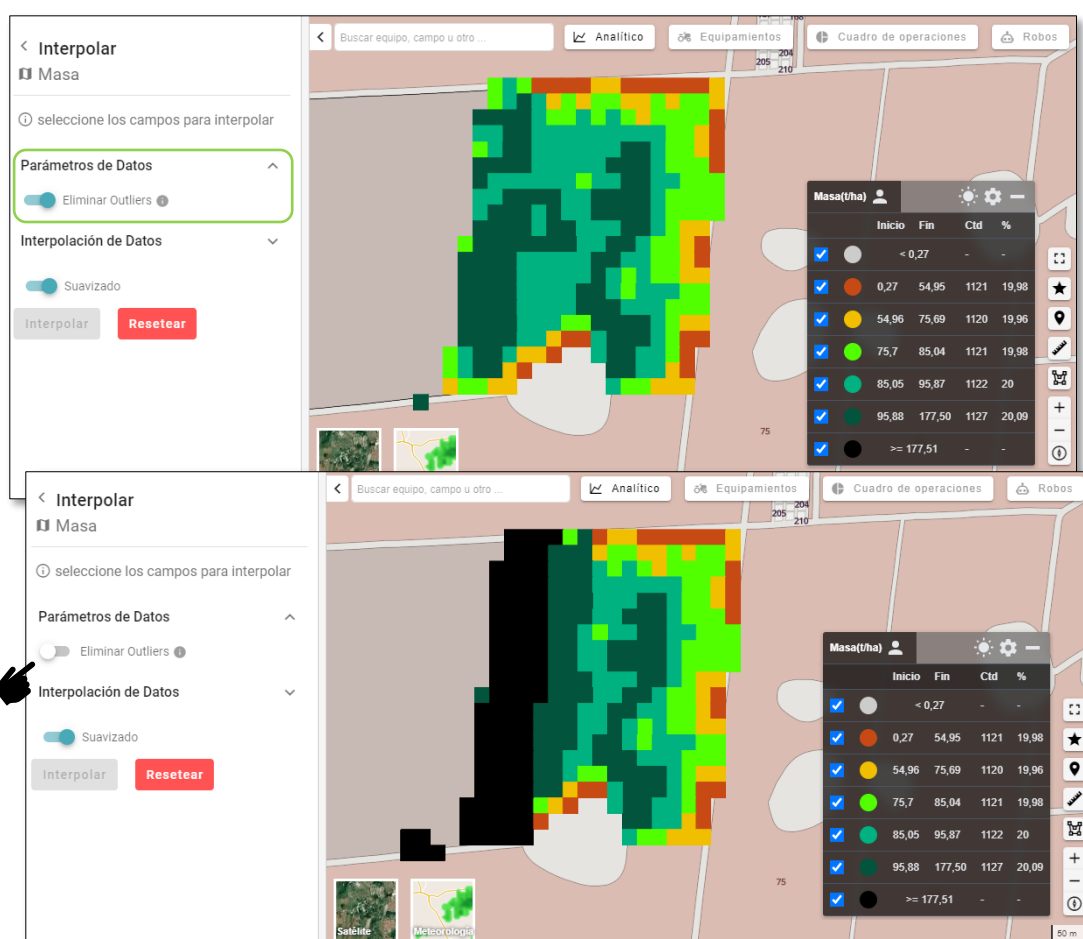 Interpolar
Masa
seleccione los campos para interpolar
Parámetros de Datos
Eliminar Outliers
Interpolación de Datos
Suavizado
Interpolar Resetear
Buscar equipo, campo u otro ...
Analítico
Equipamientos
Cuadro de operaciones
Robos
204
205
210
75
Masa(t/ha)
Inicio Fin Ctd %
< 0,27 - -
0,27 54,95 1121 19,98
54,96 75,69 1120 19,96
75,7 85,04 1121 19,98
85,05 95,87 1122 20
95,88 177,50 1127 20,09
>= 177,51 - -
Interpolar
Masa
seleccione los campos para interpolar
Parámetros de Datos
Eliminar Outliers
Interpolación de Datos
Suavizado
Interpolar Resetear
Buscar equipo, campo u otro ...
Analítico
Equipamientos
Cuadro de operaciones
Robos
204
205
210
75
Masa(t/ha)
Inicio Fin Ctd %
< 0,27 - -
0,27 54,95 1121 19,98
54,96 75,69 1120 19,96
75,7 85,04 1121 19,98
85,05 95,87 1122 20
95,88 177,50 1127 20,09
>= 177,51 - -
Satélite
Meteorología
50 m